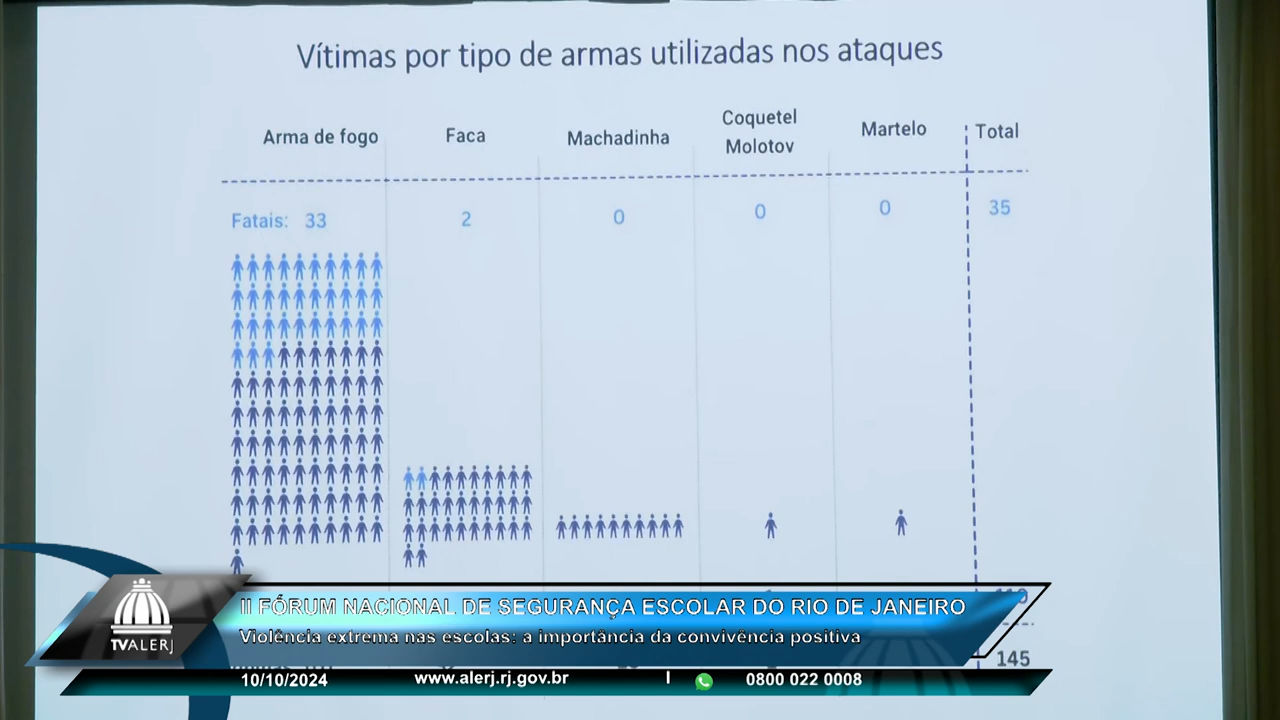 Vítimas por tipo de armas utilizadas nos ataques
Arma de fogo
Faca
Machadinha
Coquetel
Molotov
Martelo
Total
Fatais: 33
2
0
0
0
35
145
II FÓRUM NACIONAL DE SEGURANÇA ESCOLAR DO RIO DE JANEIRO
Violência extrema nas escolas: a importância da convivência positiva
TVALERJ
10/10/2024
www.alerj.rj.gov.br
I
0800 022 0008